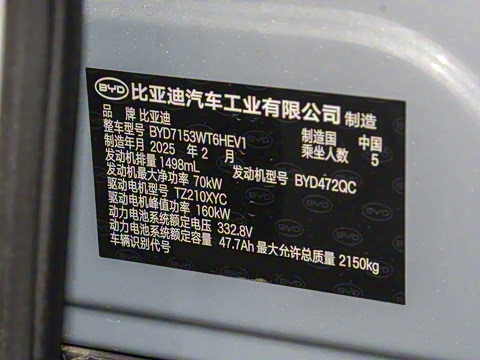 BYD 比亚迪汽车工业有限公司 制造
品 牌 比亚迪 制造国 中国
整车型号 BYD7153WT6HEV1 乘坐人数 5
制造年月 2025 年 2 月
发动机排量 1498mL 发动机型号 BYD472QC
发动机最大净功率 70kW
驱动电机型号 TZ210XYC
驱动电机峰值功率 160kW
动力电池系统额定电压 332.8V
动力电池系统额定容量 47.7Ah 最大允许总质量 2150kg
车辆识别代号